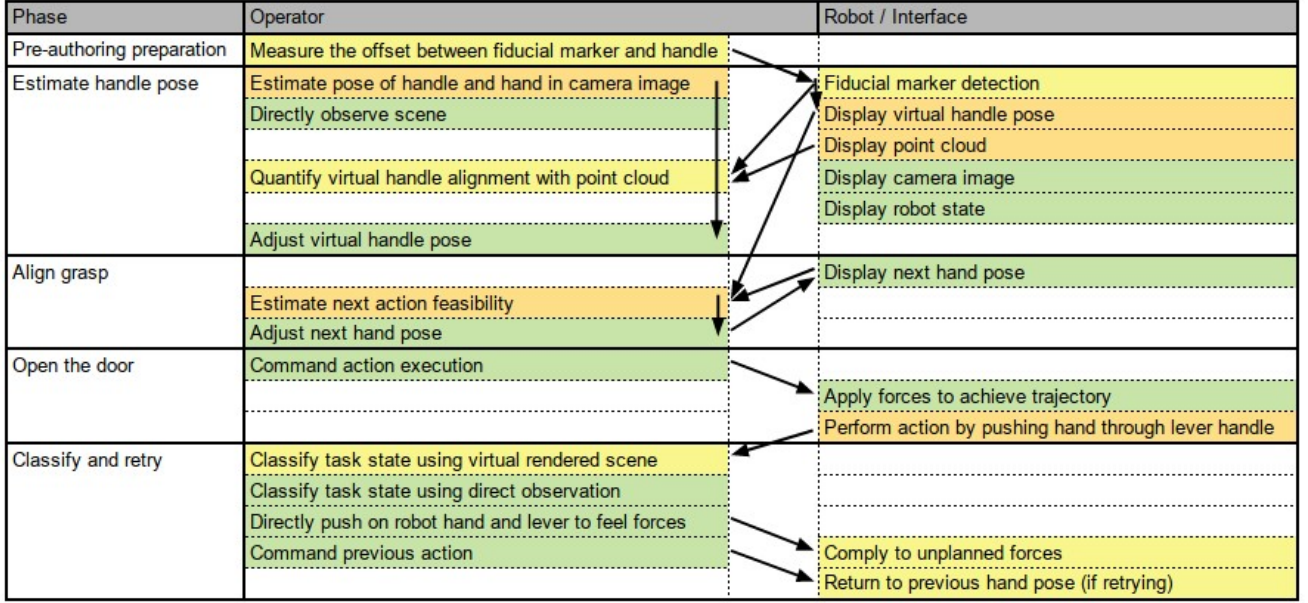 Phase Operator Robot / Interface
Pre-authoring preparation Measure the offset between fiducial marker and handle
Estimate handle pose Estimate pose of handle and hand in camera image Fiducial marker detection
Directly observe scene Display virtual handle pose
Display point cloud
Quantify virtual handle alignment with point cloud Display camera image
Display robot state
Adjust virtual handle pose
Align grasp Display next hand pose
Estimate next action feasibility
Adjust next hand pose
Open the door Command action execution
Apply forces to achieve trajectory
Perform action by pushing hand through lever handle
Classify and retry Classify task state using virtual rendered scene
Classify task state using direct observation
Directly push on robot hand and lever to feel forces
Command previous action Comply to unplanned forces
Return to previous hand pose (if retrying)